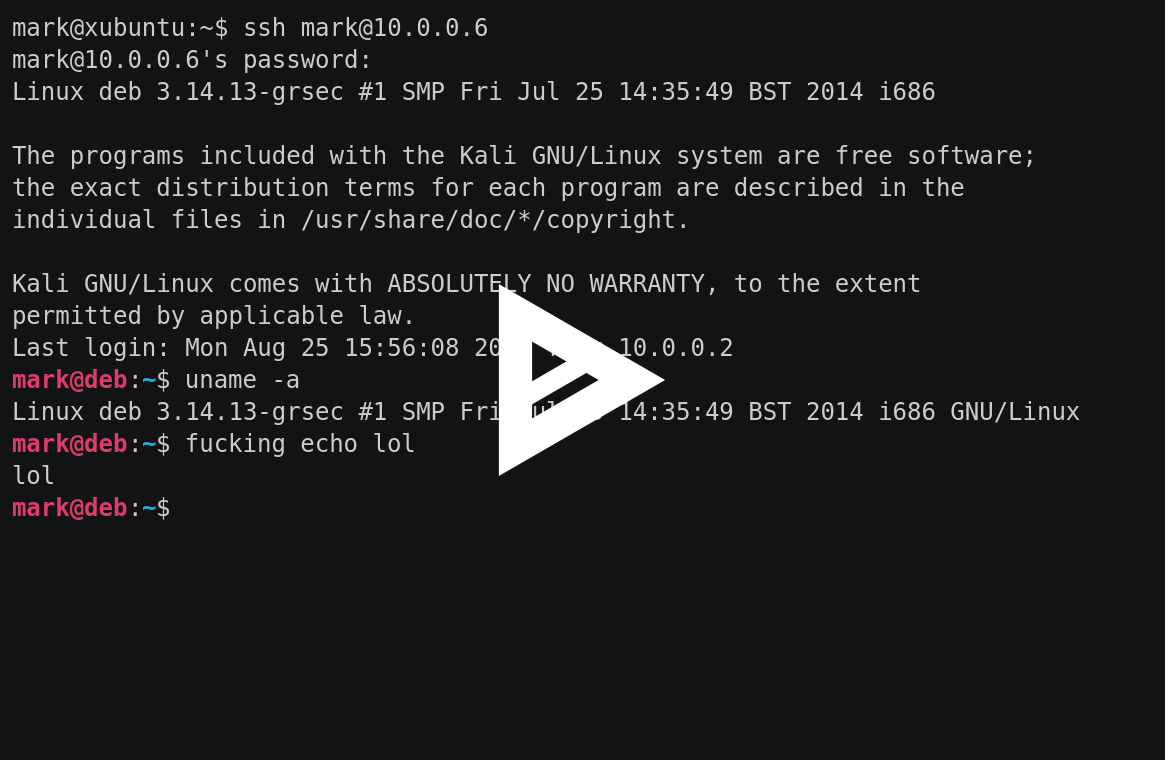 mark@xubuntu:~$ ssh mark@10.0.0.6
mark@10.0.0.6's password:
Linux deb 3.14.13-grsec #1 SMP Fri Jul 25 14:35:49 BST 2014 i686
The programs included with the Kali GNU/Linux system are free software;
the exact distribution terms for each program are described in the
individual files in /usr/share/doc/*/copyright.
Kali GNU/Linux comes with ABSOLUTELY NO WARRANTY, to the extent
permitted by applicable law.
Last login: Mon Aug 25 15:56:08 10.0.0.2
mark@deb:~$ uname -a
Linux deb 3.14.13-grsec #1 SMP Fri 14:35:49 BST 2014 i686 GNU/Linux
mark@deb:~$ fucking echo lol
lol
mark@deb:~$